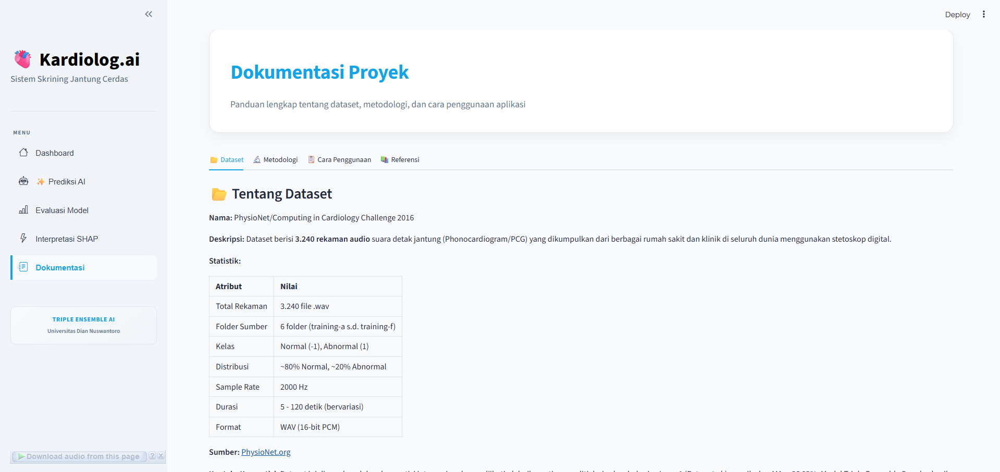 Deploy
Kardiolog.ai
Sistem Skrining Jantung Cerdas
MENU
Dashboard
✨ Prediksi AI
Evaluasi Model
Interpretasi SHAP
Dokumentasi
TRIPLE ENSEMBLE AI
Universitas Dian Nuswantoro
Download audio from this page ? X
Dokumentasi Proyek
Panduan lengkap tentang dataset, metodologi, dan cara penggunaan aplikasi
Dataset Metodologi Cara Penggunaan Referensi
Tentang Dataset
Nama: PhysioNet/Computing in Cardiology Challenge 2016
Deskripsi: Dataset berisi 3.240 rekaman audio suara detak jantung (Phonocardiogram/PCG) yang dikumpulkan dari berbagai rumah sakit dan klinik di seluruh dunia menggunakan stetoskop digital.
Statistik:
Atribut Nilai
Total Rekaman 3.240 file .wav
Folder Sumber 6 folder (training-a s.d. training-f)
Kelas Normal (-1), Abnormal (1)
Distribusi ~80% Normal, ~20% Abnormal
Sample Rate 2000 Hz
Durasi 5 - 120 detik (bervariasi)
Format WAV (16-bit PCM)
Sumber: PhysioNet.org